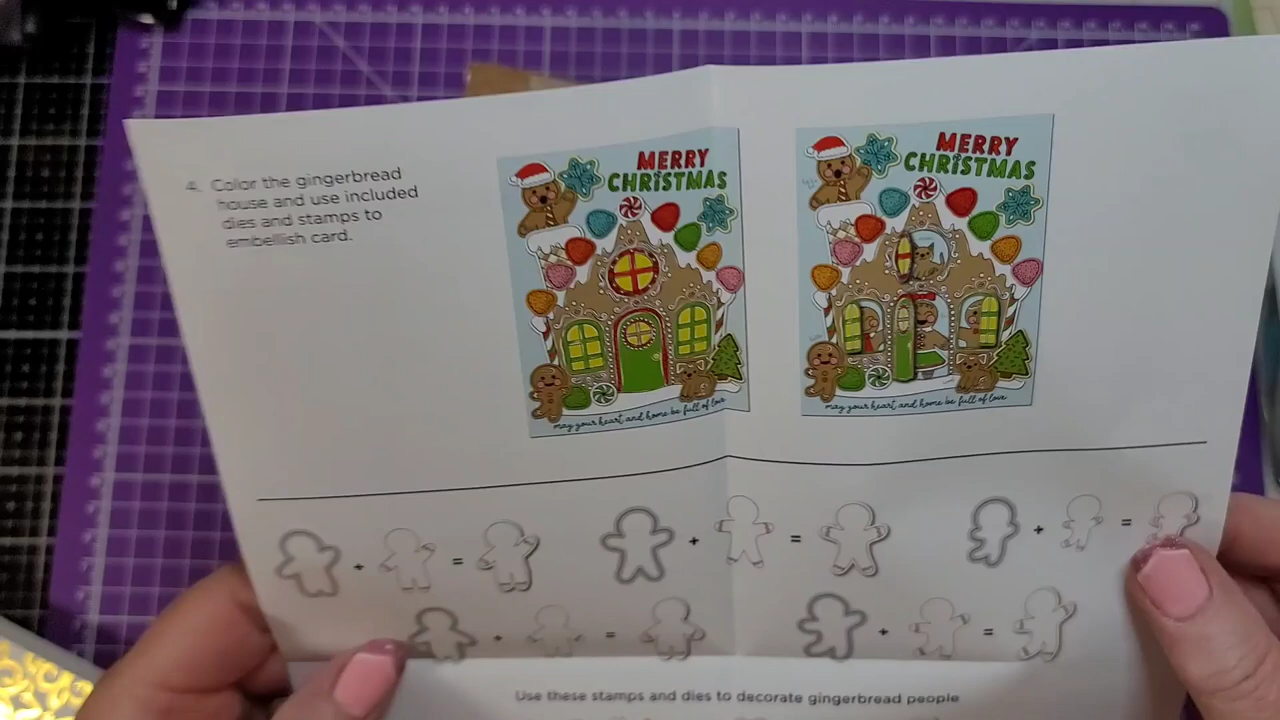 4. Color the gingerbread
house and use included
dies and stamps to
embellish card.
MERRY
CHRISTMAS
may your heart and home be full of love
MERRY
CHRISTMAS
may your heart and home be full of love
+ =
+ =
+ =
+ =
+ =
Use these stamps and dies to decorate gingerbread people